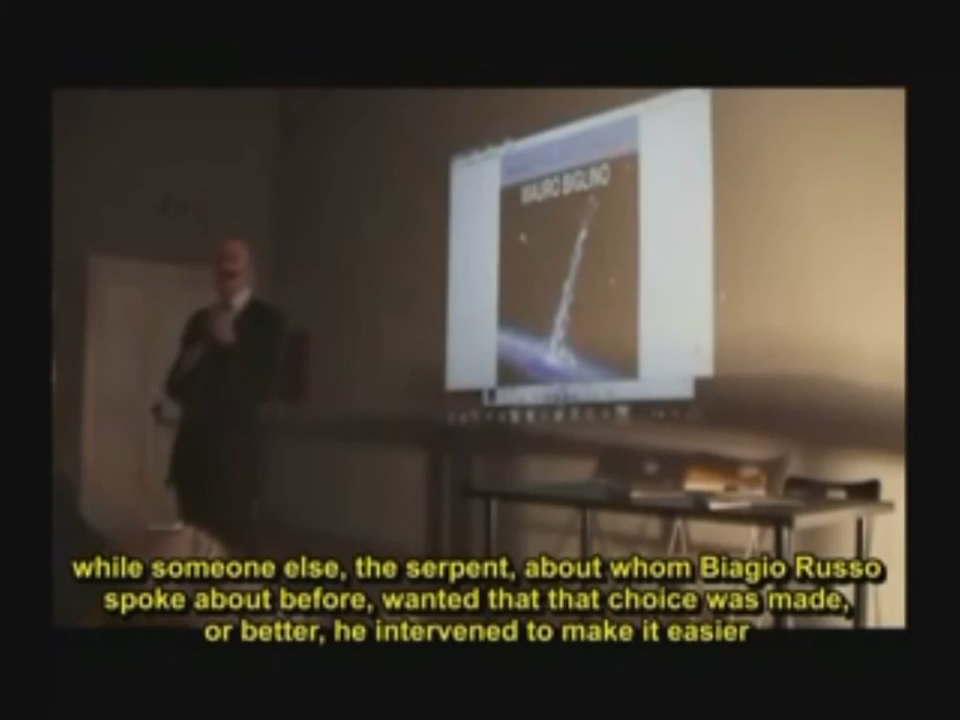 MAURO BIGLINO
while someone else, the serpent, about whom Biagio Russo
spoke about before, wanted that that choice was made,
or better, he intervened to make it easier